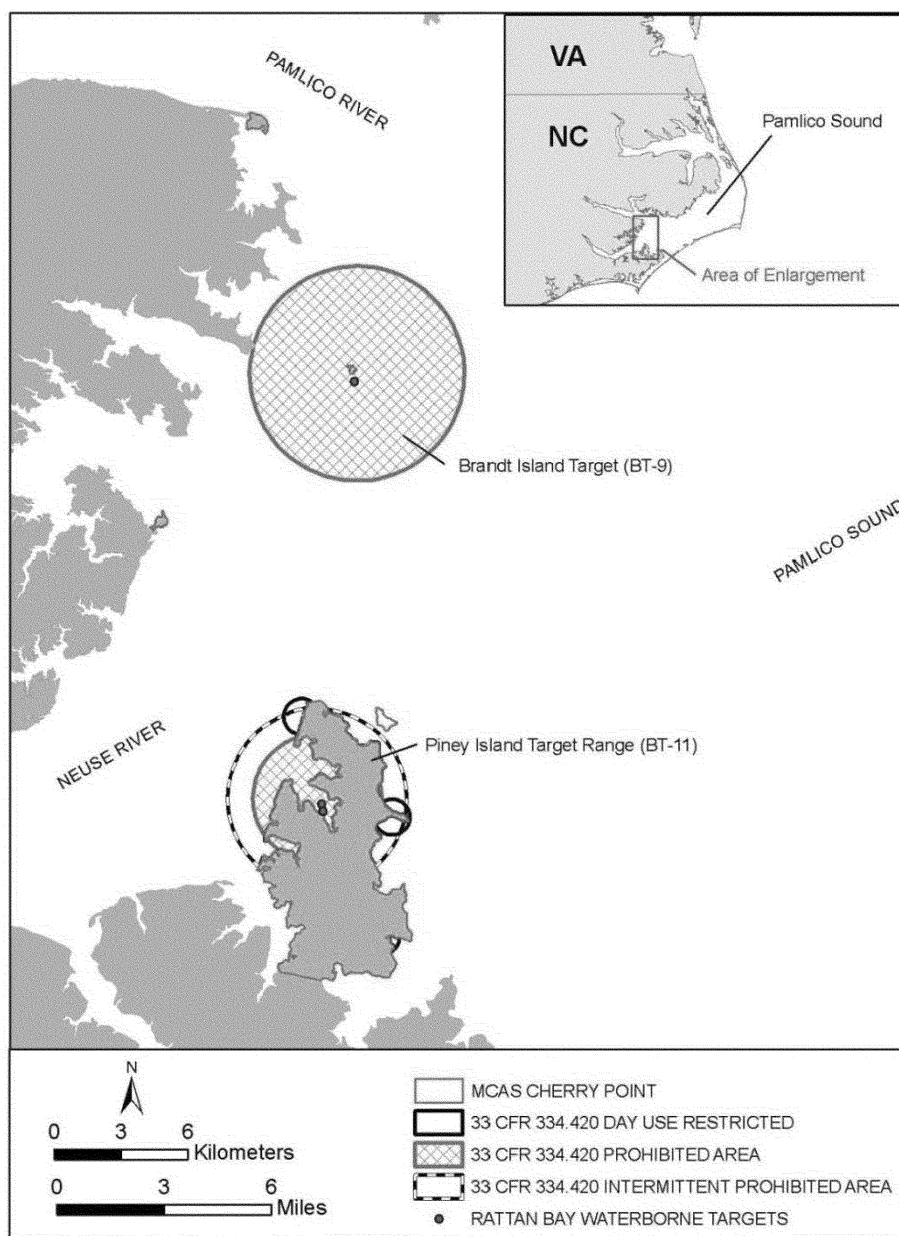 PAMLICO RIVER
VA
NC
Pamlico Sound
Area of Enlargement
Brandt Island Target (BT-9)
PAMLICO SOUND
NEUSE RIVER
Piney Island Target Range (BT-11)
N
0 3 6
Kilometers
0 3 6
Miles
MCAS CHERRY POINT
33 CFR 334.420 DAY USE RESTRICTED
33 CFR 334.420 PROHIBITED AREA
33 CFR 334.420 INTERMITTENT PROHIBITED AREA
RATTAN BAY WATERBORNE TARGETS